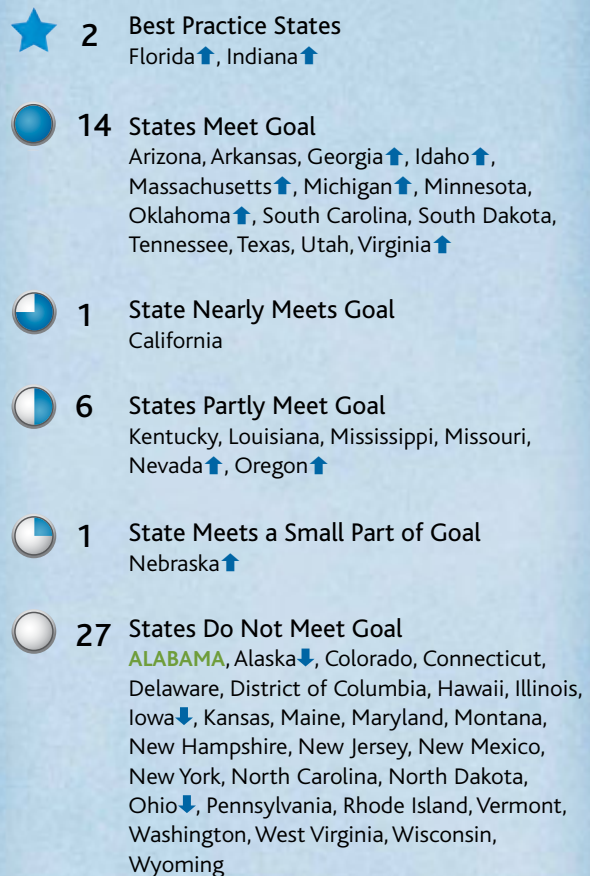 2 Best Practice States
Florida⬆, Indiana⬆
14 States Meet Goal
Arizona, Arkansas, Georgia⬆, Idaho⬆,
Massachusetts⬆, Michigan⬆, Minnesota,
Oklahoma⬆, South Carolina, South Dakota,
Tennessee, Texas, Utah, Virginia⬆
1 State Nearly Meets Goal
California
6 States Partly Meet Goal
Kentucky, Louisiana, Mississippi, Missouri,
Nevada⬆, Oregon⬆
1 State Meets a Small Part of Goal
Nebraska⬆
27 States Do Not Meet Goal
ALABAMA, Alaska⬇, Colorado, Connecticut,
Delaware, District of Columbia, Hawaii, Illinois,
Iowa⬇, Kansas, Maine, Maryland, Montana,
New Hampshire, New Jersey, New Mexico,
New York, North Carolina, North Dakota,
Ohio⬇, Pennsylvania, Rhode Island, Vermont,
Washington, West Virginia, Wisconsin,
Wyoming